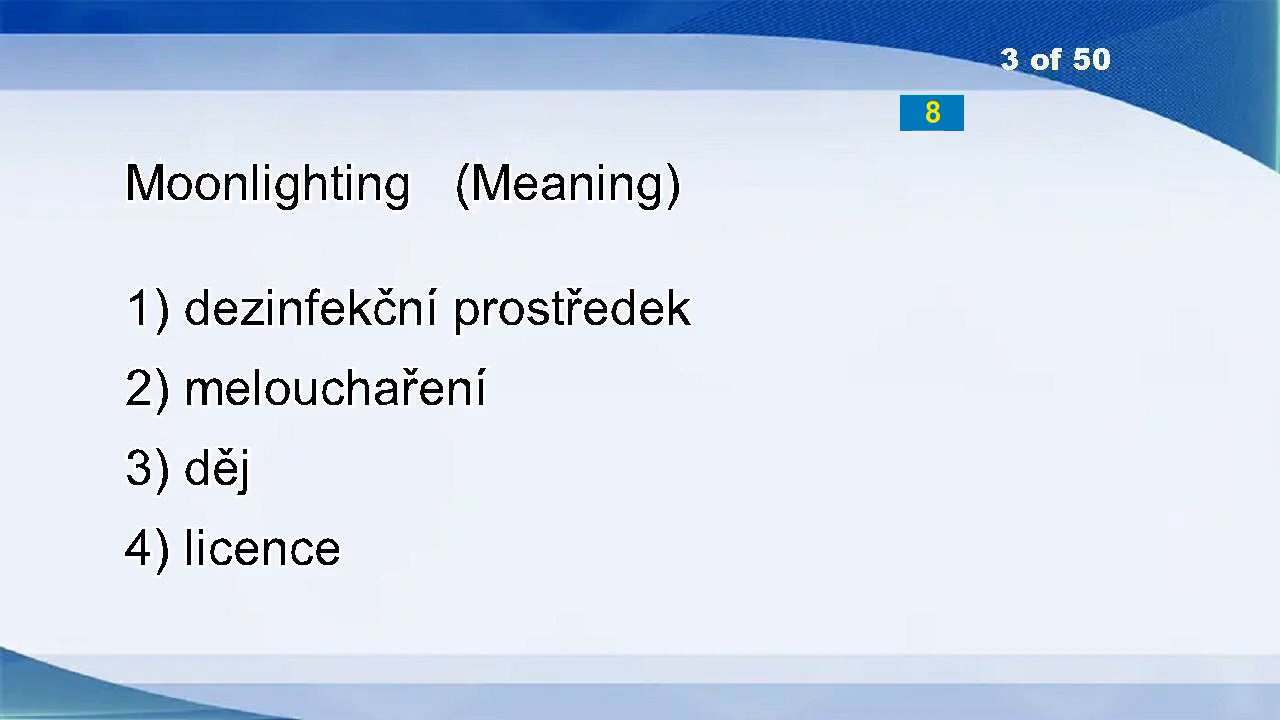 3 of 50
8
Moonlighting (Meaning)
1) dezinfekční prostředek
2) melouchaření
3) děj
4) licence